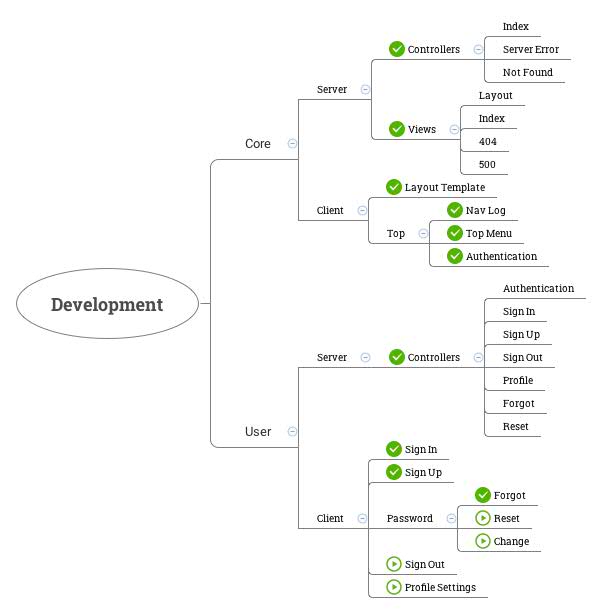 Development
Core
Server
Controllers
Index
Server Error
Not Found
Views
Layout
Index
404
500
Client
Layout Template
Top
Nav Log
Top Menu
Authentication
User
Server
Controllers
Authentication
Sign In
Sign Up
Sign Out
Profile
Forgot
Reset
Client
Sign In
Sign Up
Password
Forgot
Reset
Change
Sign Out
Profile Settings